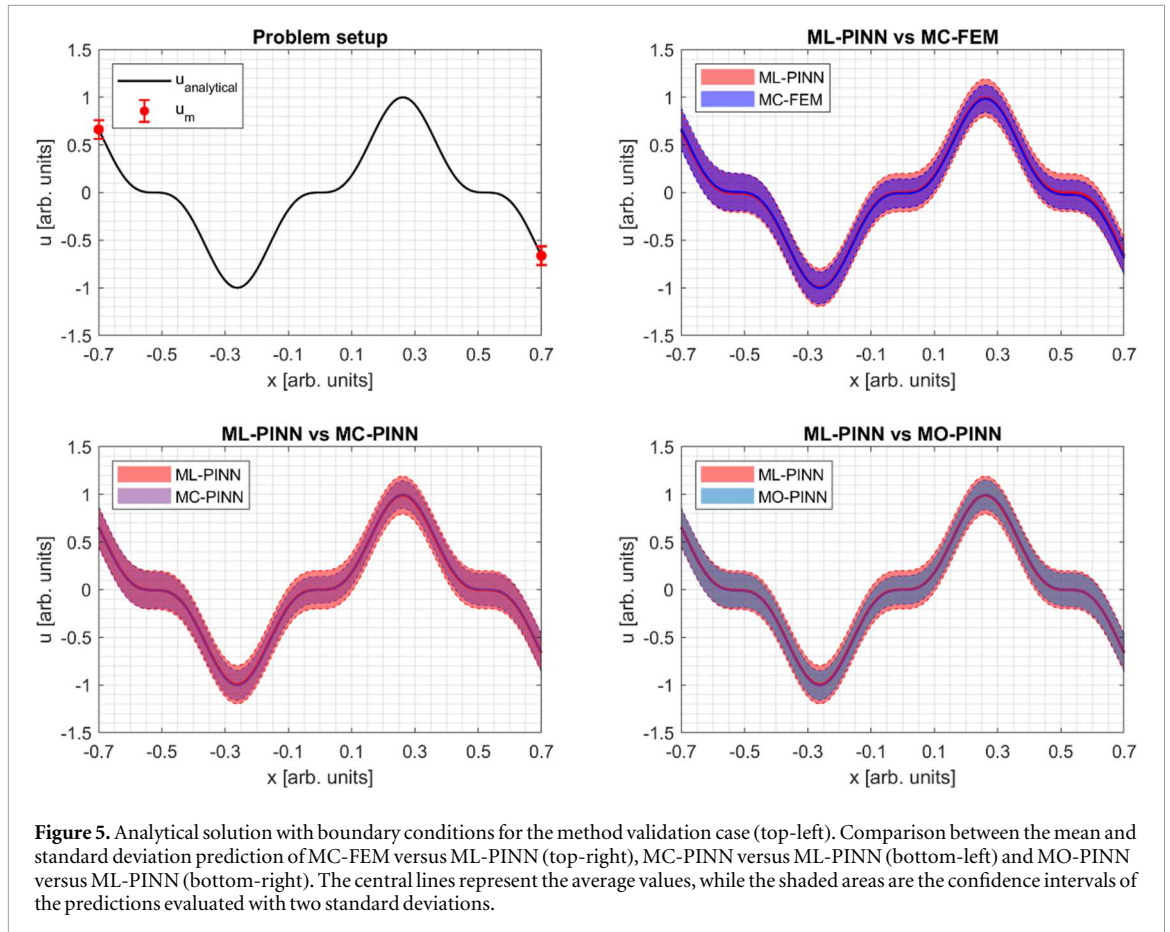 Problem setup
1.5
1
0.5
0
-0.5
-1
-1.5
u [arb. units]
u_analytical
u_m
-0.7 -0.5 -0.3 -0.1 0.1 0.3 0.5 0.7
x [arb. units]
ML-PINN vs MC-FEM
1.5
1
0.5
0
-0.5
-1
-1.5
u [arb. units]
ML-PINN
MC-FEM
-0.7 -0.5 -0.3 -0.1 0.1 0.3 0.5 0.7
x [arb. units]
ML-PINN vs MC-PINN
1.5
1
0.5
0
-0.5
-1
-1.5
u [arb. units]
ML-PINN
MC-PINN
-0.7 -0.5 -0.3 -0.1 0.1 0.3 0.5 0.7
x [arb. units]
ML-PINN vs MO-PINN
1.5
1
0.5
0
-0.5
-1
-1.5
u [arb. units]
ML-PINN
MO-PINN
-0.7 -0.5 -0.3 -0.1 0.1 0.3 0.5 0.7
x [arb. units]
Figure 5. Analytical solution with boundary conditions for the method validation case (top-left). Comparison between the mean and
standard deviation prediction of MC-FEM versus ML-PINN (top-right), MC-PINN versus ML-PINN (bottom-left) and MO-PINN
versus ML-PINN (bottom-right). The central lines represent the average values, while the shaded areas are the confidence intervals of
the predictions evaluated with two standard deviations.